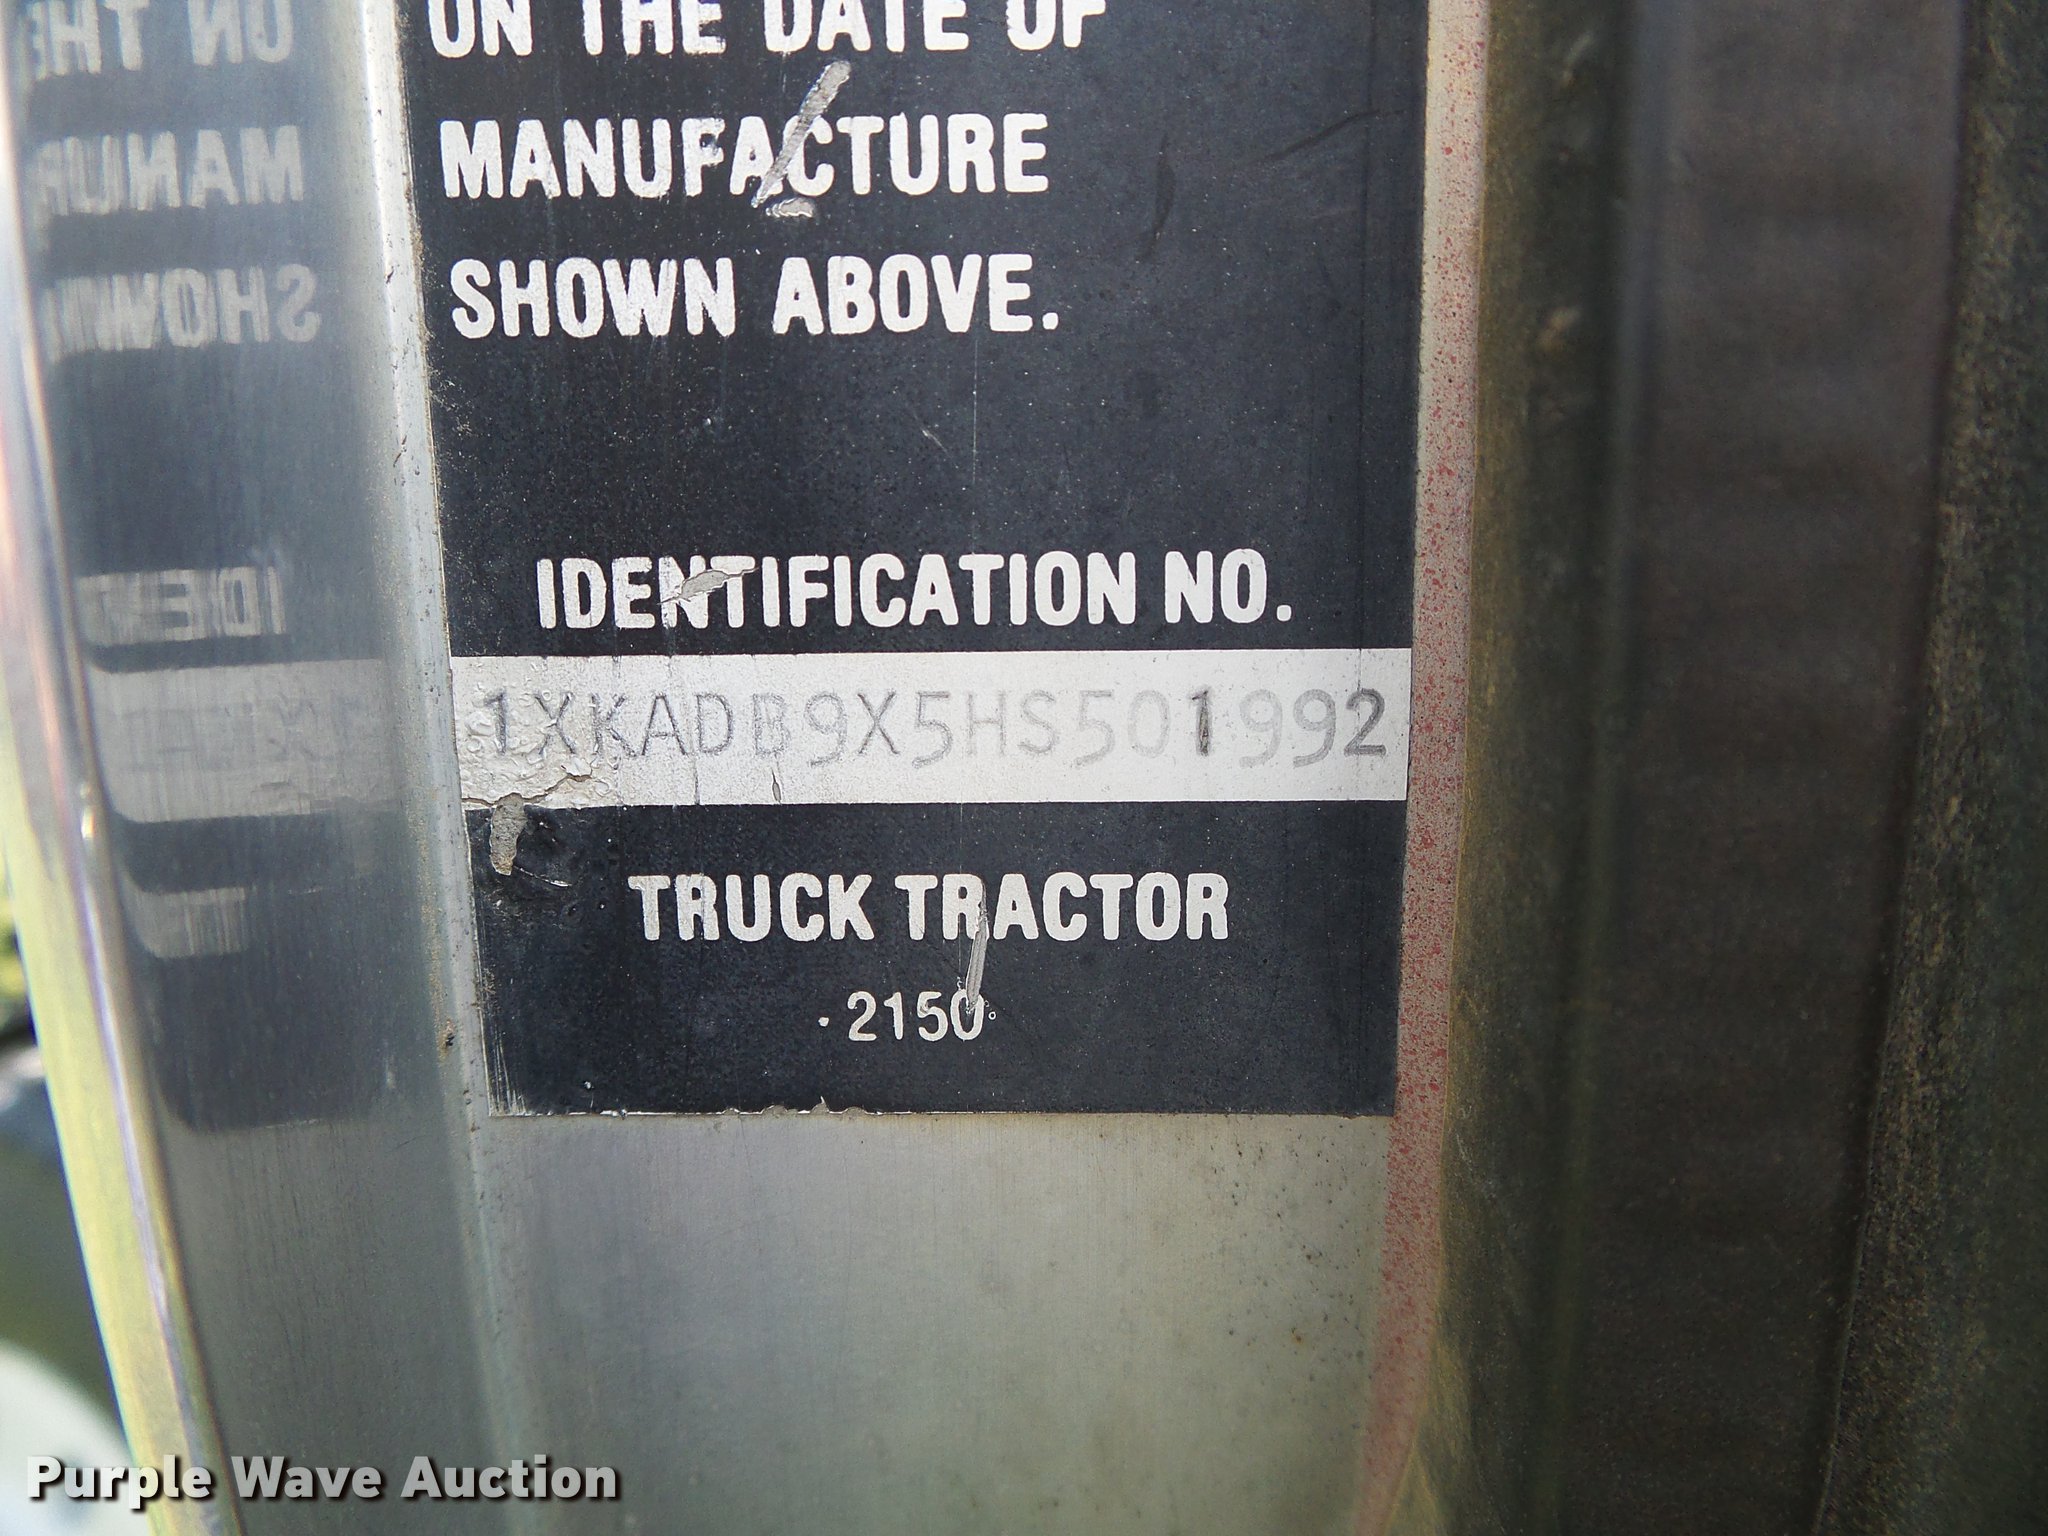 ON THE DATE OF
MANUFACTURE
SHOWN ABOVE.
IDENTIFICATION NO.
1XKADB9X5HS501992
TRUCK TRACTOR
2150
Purple Wave Auction